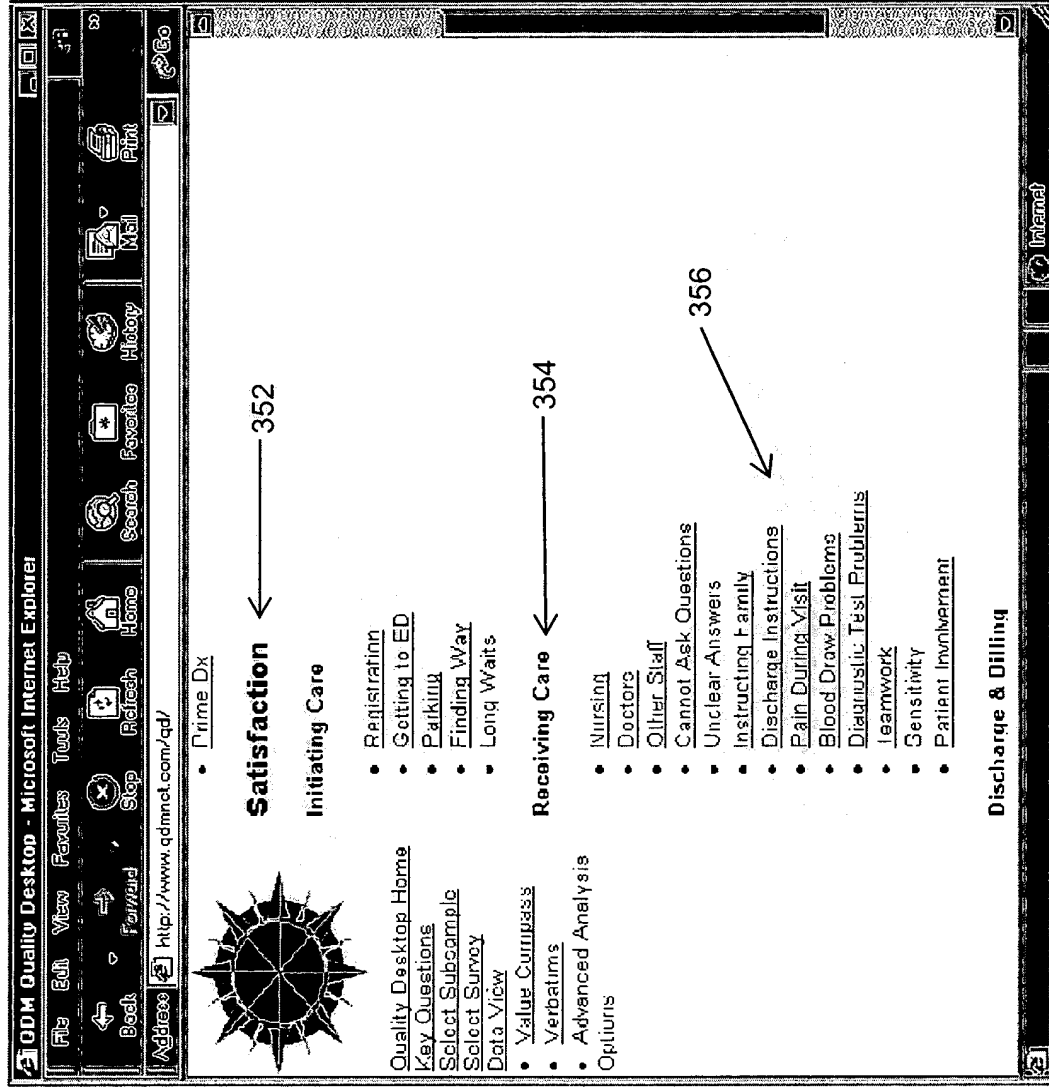 QDM Quality Desktop - Microsoft Internet Explorer
File Edit View Favorites Tools Help
Back Forward Stop Refresh Home Search Favorites History Mail Print
Address http://www.qdmnet.com/qd/ Go
• Prime Dx
Satisfaction
352
Initiating Care
Quality Desktop Home
Key Questions
Select Subsample
Select Survey
Data View
• Value Compass
• Verbatims
• Advanced Analysis
Options
• Registration
• Getting to ED
• Parking
• Finding Way
• Long Waits
Receiving Care
354
• Nursing
• Doctors
• Other Staff
• Cannot Ask Questions
• Unclear Answers
• Instructing Family
• Discharge Instructions
356
• Pain During Visit
• Blood Draw Problems
• Diagnostic Test Problems
• Teamwork
• Sensitivity
• Patient Involvement
Discharge & Billing
Internet